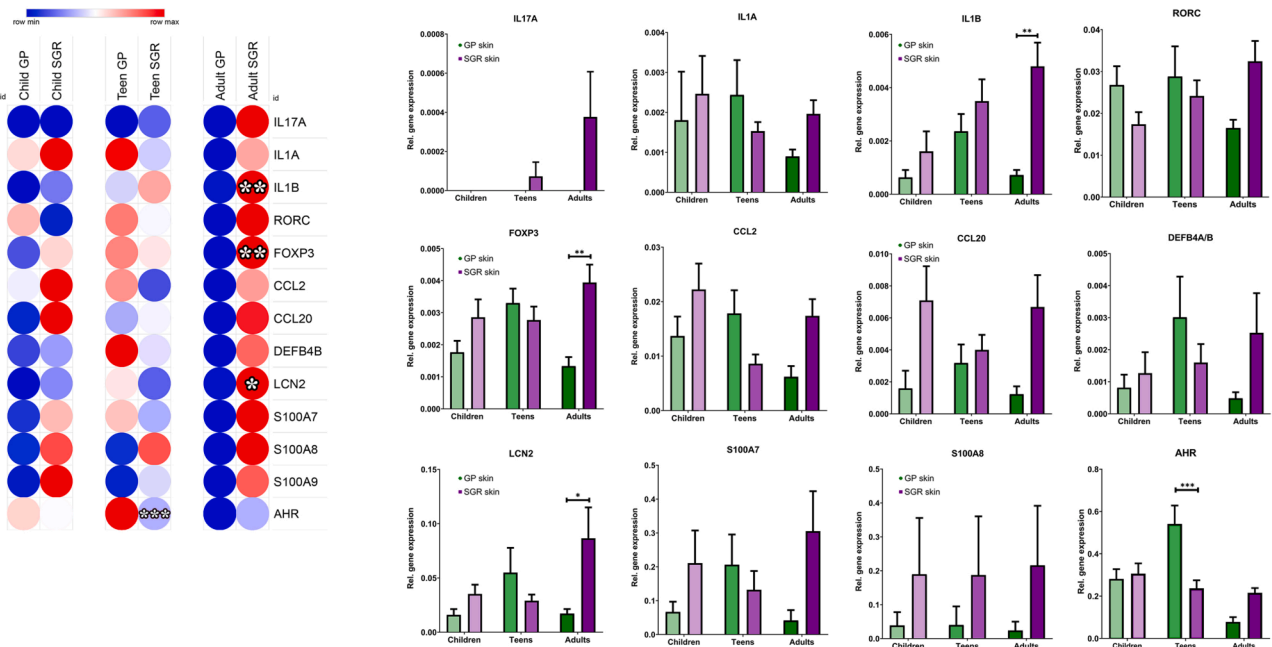 row min
row max
id
Child GP
Child SGR
Teen GP
Teen SGR
Adult GP
Adult SGR
id
IL17A
IL1A
IL1B
**
RORC
FOXP3
**
CCL2
CCL20
DEFB4B
LCN2
*
S100A7
S100A8
S100A9
AHR
***
IL17A
Rel. gene expression
0.0008
0.0006
0.0004
0.0002
0.0000
GP skin
SGR skin
Children
Teens
Adults
IL1A
Rel. gene expression
0.004
0.003
0.002
0.001
0.000
Children
Teens
Adults
IL1B
Rel. gene expression
0.006
0.004
0.002
0.000
GP skin
SGR skin
**
Children
Teens
Adults
RORC
Rel. gene expression
0.04
0.03
0.02
0.01
0.00
Children
Teens
Adults
FOXP3
Rel. gene expression
0.005
0.004
0.003
0.002
0.001
0.000
GP skin
SGR skin
**
Children
Teens
Adults
CCL2
Rel. gene expression
0.03
0.02
0.01
0.00
Children
Teens
Adults
CCL20
Rel. gene expression
0.010
0.008
0.006
0.004
0.002
0.000
GP skin
SGR skin
Children
Teens
Adults
DEFB4A/B
Rel. gene expression
0.005
0.004
0.003
0.002
0.001
0.000
Children
Teens
Adults
LCN2
Rel. gene expression
0.15
0.10
0.05
0.00
GP skin
SGR skin
*
Children
Teens
Adults
S100A7
Rel. gene expression
0.5
0.4
0.3
0.2
0.1
0.0
Children
Teens
Adults
S100A8
Rel. gene expression
0.5
0.4
0.3
0.2
0.1
0.0
GP skin
SGR skin
Children
Teens
Adults
AHR
Rel. gene expression
0.8
0.6
0.4
0.2
0.0
***
Children
Teens
Adults